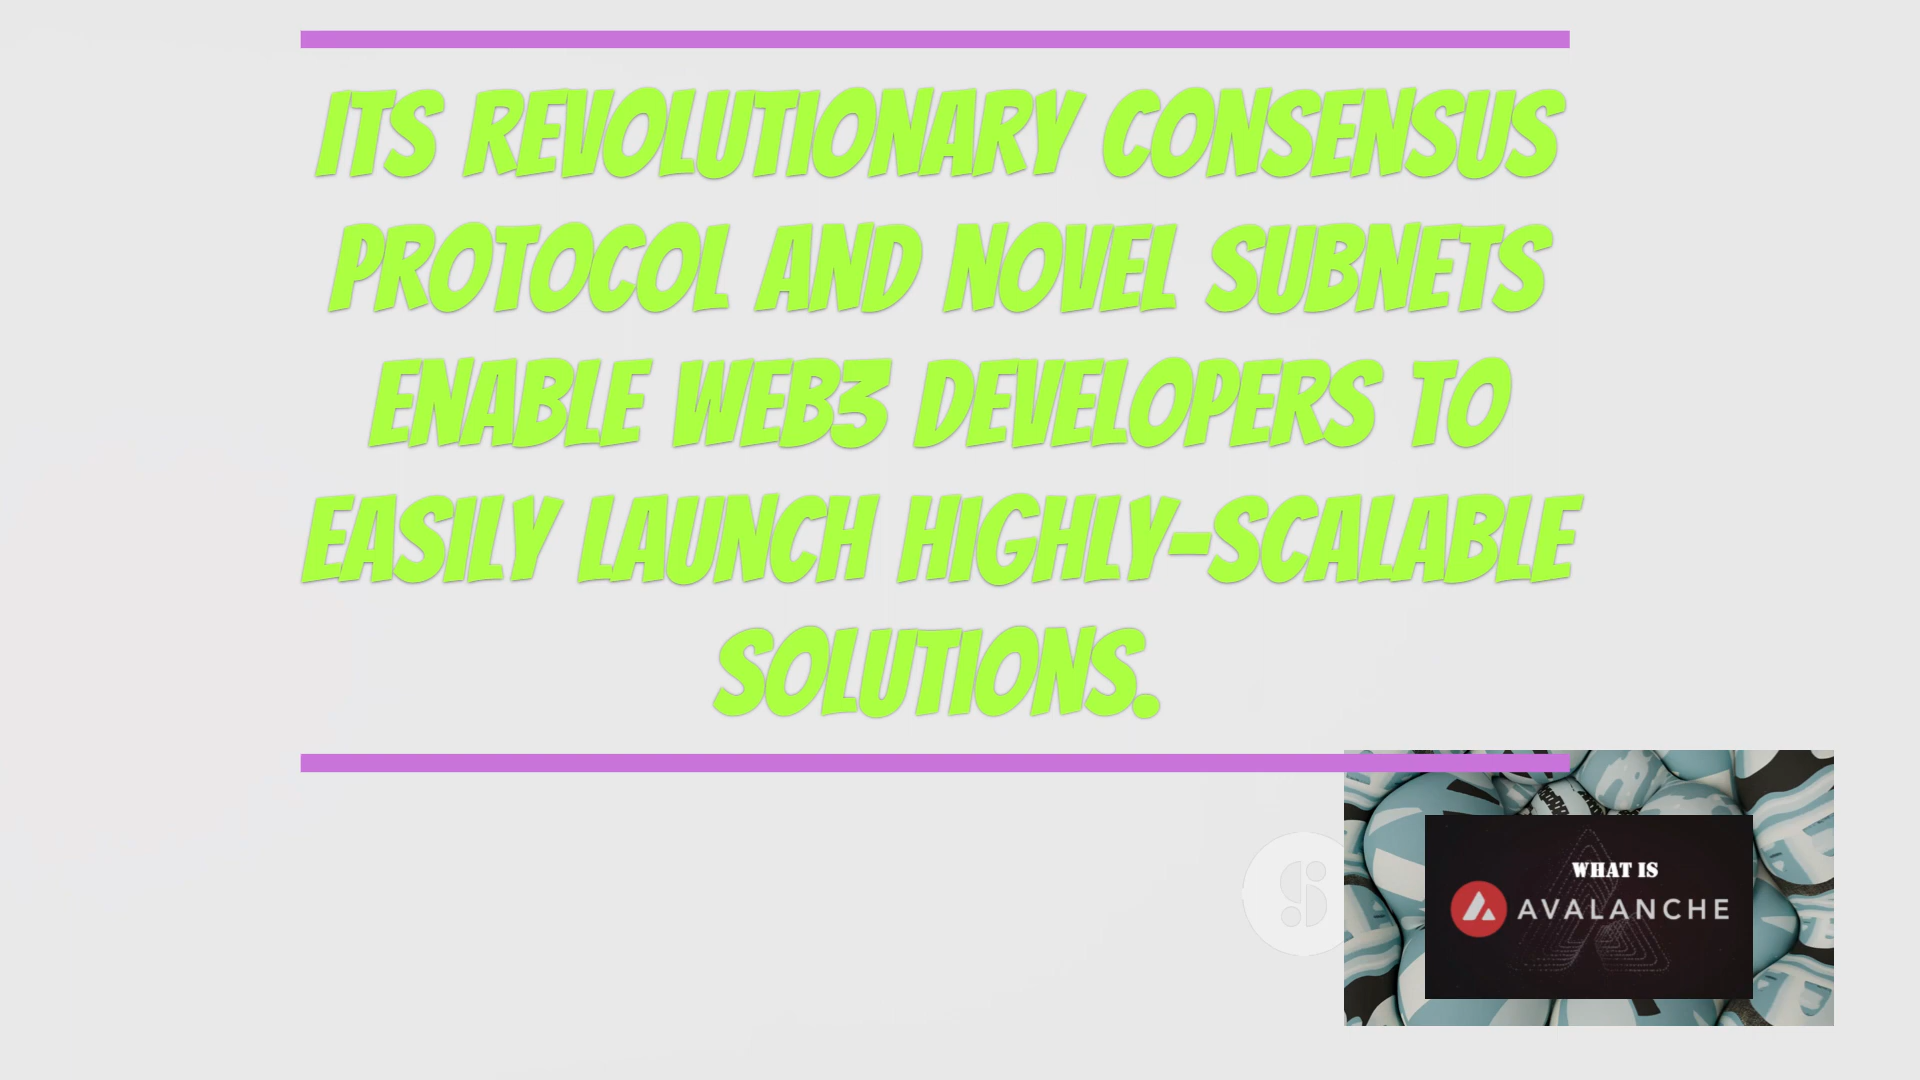 ITS REVOLUTIONARY CONSENSUS
PROTOCOL AND NOVEL SUBNETS
ENABLE WEB3 DEVELOPERS TO
EASILY LAUNCH HIGHLY-SCALABLE
SOLUTIONS.
WHAT IS
AVALANCHE